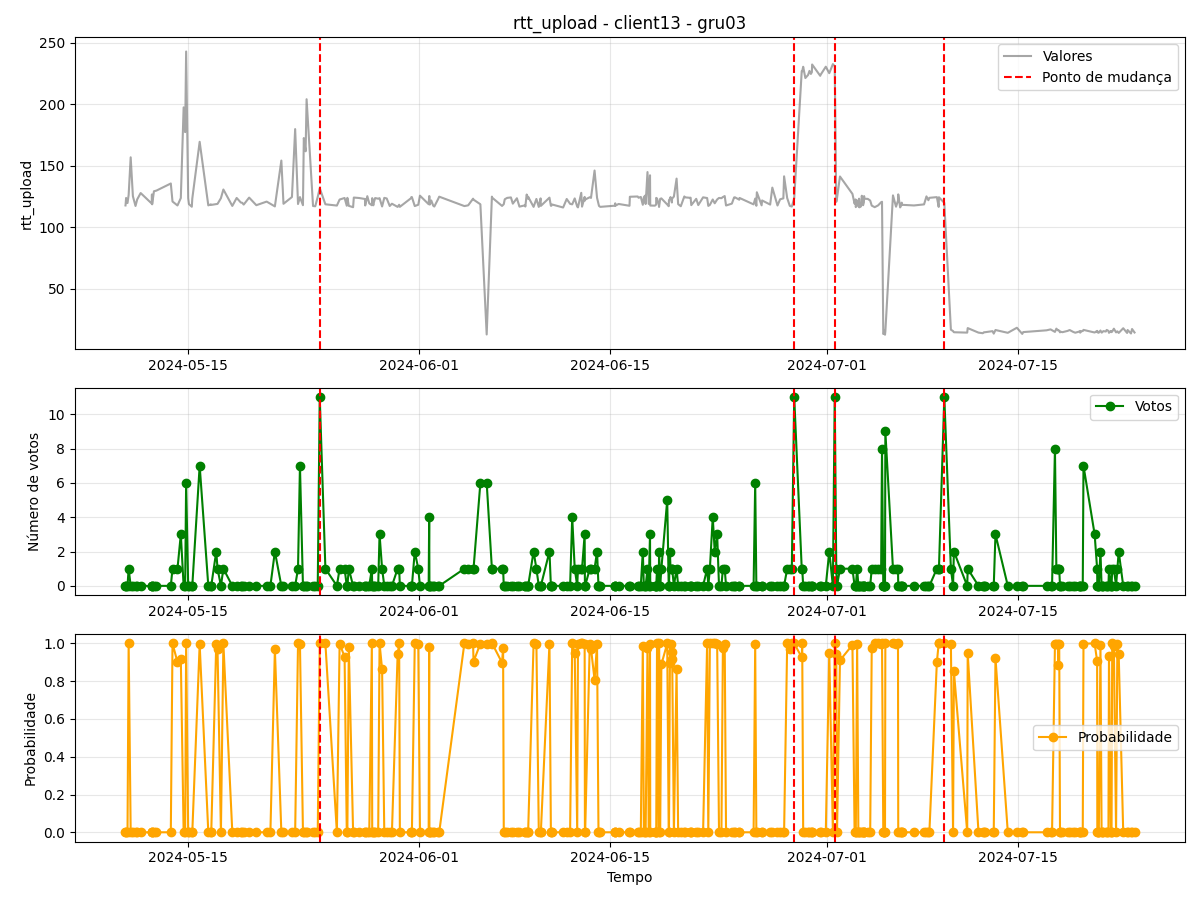 rtt_upload - client13 - gru03
250
200
150
100
50
rtt_upload
Valores
Ponto de mudança
2024-05-15 2024-06-01 2024-06-15 2024-07-01 2024-07-15
10
8
6
4
2
0
Número de votos
Votos
2024-05-15 2024-06-01 2024-06-15 2024-07-01 2024-07-15
1.0
0.8
0.6
0.4
0.2
0.0
Probabilidade
Probabilidade
2024-05-15 2024-06-01 2024-06-15 2024-07-01 2024-07-15
Tempo